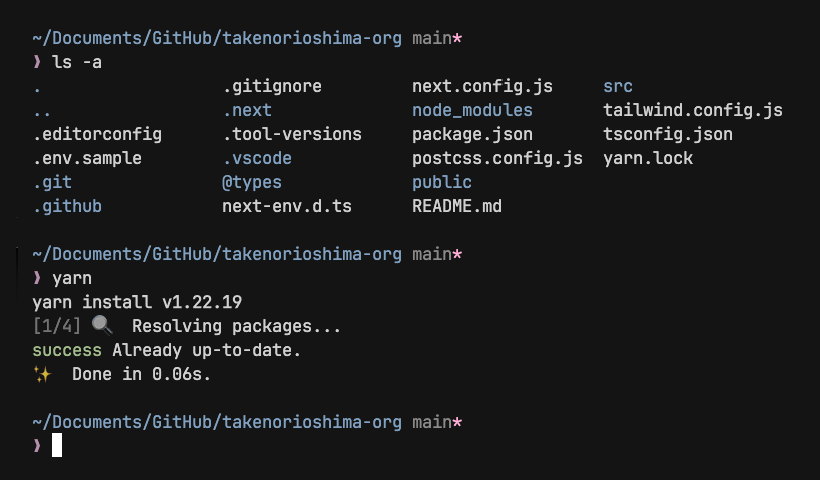 ~/Documents/GitHub/takenorioshima-org main*
❯ ls -a
. .gitignore next.config.js src
.. .next node_modules tailwind.config.js
.editorconfig .tool-versions package.json tsconfig.json
.env.sample .vscode postcss.config.js yarn.lock
.git @types public
.github next-env.d.ts README.md
~/Documents/GitHub/takenorioshima-org main*
❯ yarn
yarn install v1.22.19
[1/4] 🔍 Resolving packages...
success Already up-to-date.
✨ Done in 0.06s.
~/Documents/GitHub/takenorioshima-org main*
❯